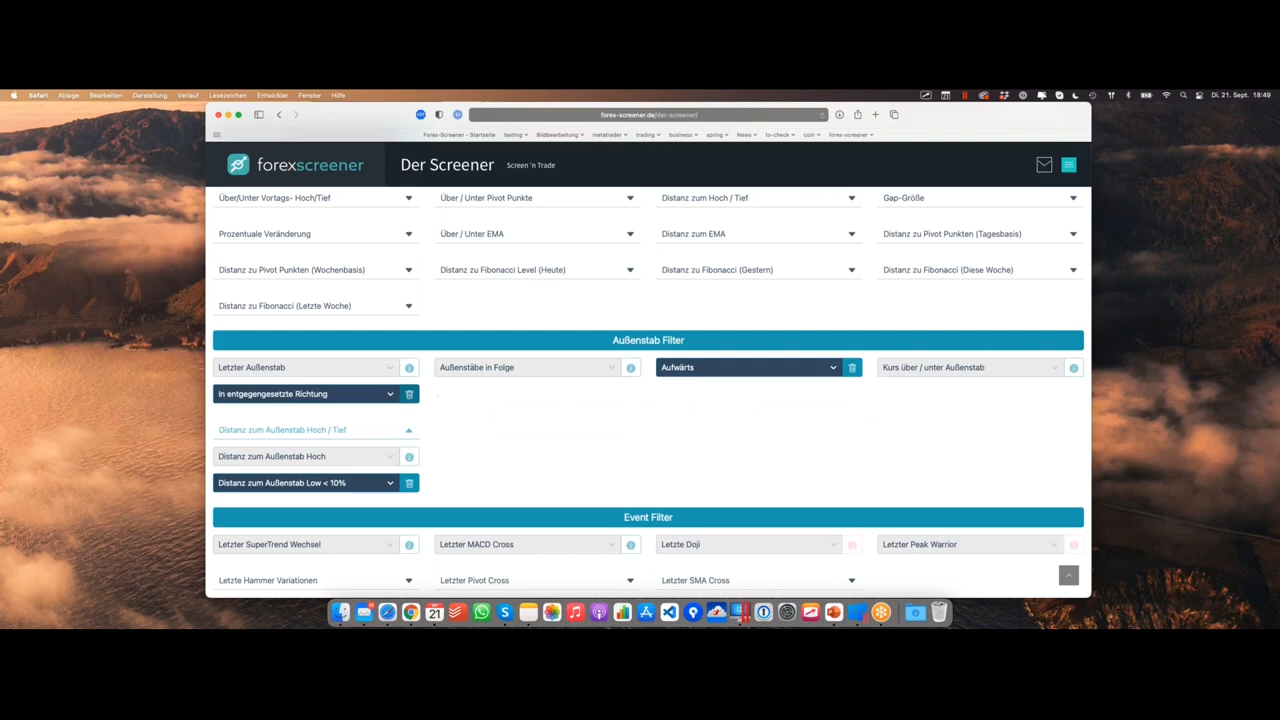 Safari Ablage Bearbeiten Darstellung Verlauf Lesezeichen Entwickler Fenster Hilfe
Di. 21. Sept. 18:49
forex-screener.de/der-screener/
Forex-Screener - Startseite texting Bildbearbeitung metatrader trading business spring News to-check coin forex-screener
forexscreener Der Screener Screen 'n Trade
Über/Unter Vortags- Hoch/Tief Über / Unter Pivot Punkte Distanz zum Hoch / Tief Gap-Größe
Prozentuale Veränderung Über / Unter EMA Distanz zum EMA Distanz zu Pivot Punkten (Tagesbasis)
Distanz zu Pivot Punkten (Wochenbasis) Distanz zu Fibonacci Level (Heute) Distanz zu Fibonacci (Gestern) Distanz zu Fibonacci (Diese Woche)
Distanz zu Fibonacci (Letzte Woche)
Außenstab Filter
Letzter Außenstab Außenstäbe in Folge Aufwärts Kurs über / unter Außenstab
In entgegengesetzte Richtung
Distanz zum Außenstab Hoch / Tief
Distanz zum Außenstab Hoch
Distanz zum Außenstab Low < 10%
Event Filter
Letzter SuperTrend Wechsel Letzter MACD Cross Letzte Doji Letzter Peak Warrior
Letzte Hammer Variationen Letzter Pivot Cross Letzter SMA Cross
21